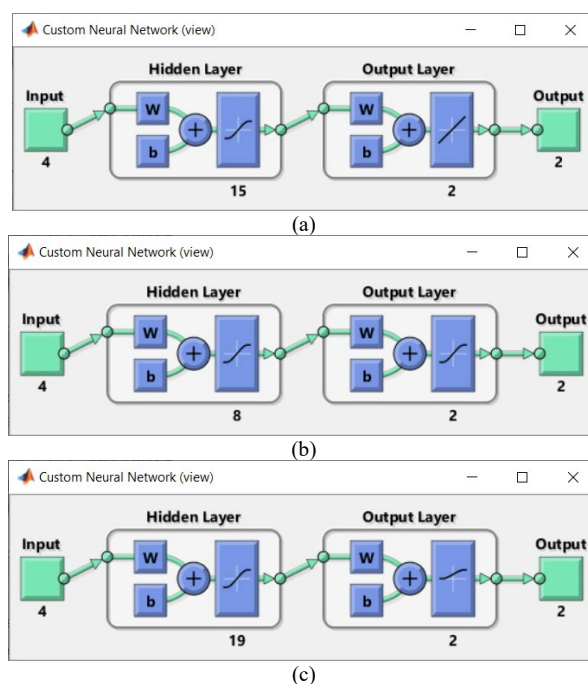 Custom Neural Network (view)
Hidden Layer Output Layer
Input Output
W W
b b
4 2
15 2
(a)
Custom Neural Network (view)
Hidden Layer Output Layer
Input Output
W W
b b
4 2
8 2
(b)
Custom Neural Network (view)
Hidden Layer Output Layer
Input Output
W W
b b
4 2
19 2
(c)